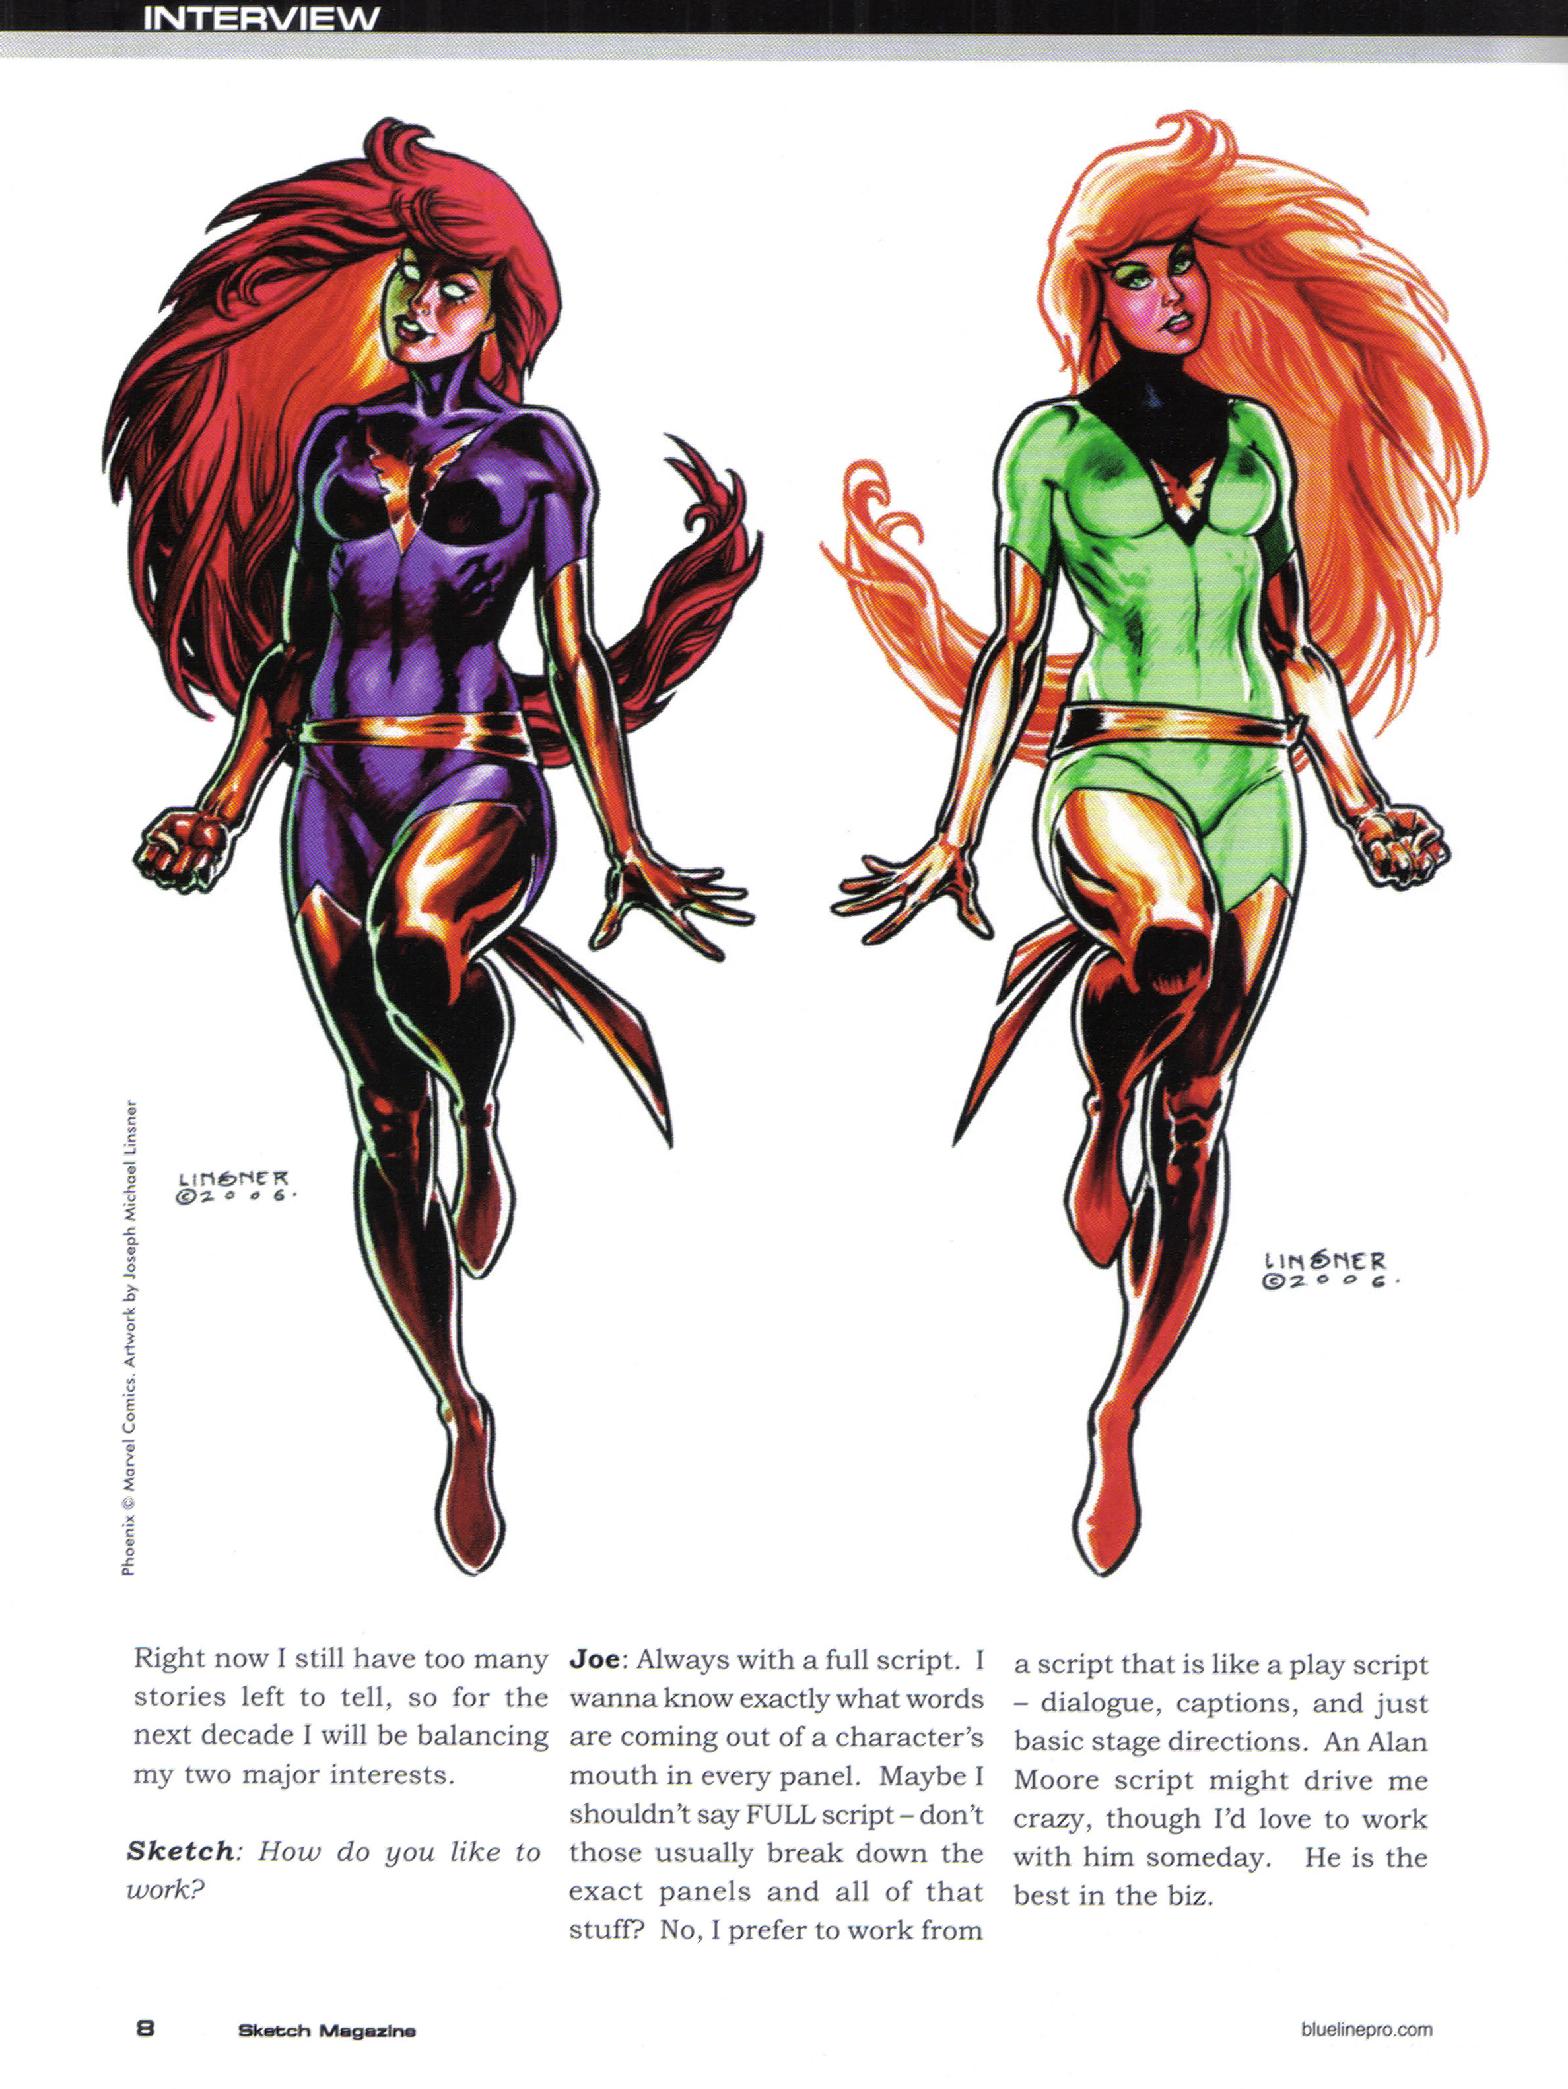 INTERVIEW
LINSNER
©2006.
LINSNER
©2006.
Phoenix © Marvel Comics. Artwork by Joseph Michael Linsner
Right now I still have too many
stories left to tell, so for the
next decade I will be balancing
my two major interests.
Sketch: How do you like to
work?
Joe: Always with a full script. I
wanna know exactly what words
are coming out of a character's
mouth in every panel. Maybe I
shouldn't say FULL script – don't
those usually break down the
exact panels and all of that
stuff? No, I prefer to work from
a script that is like a play script
– dialogue, captions, and just
basic stage directions. An Alan
Moore script might drive me
crazy, though I'd love to work
with him someday. He is the
best in the biz.
8 Sketch Magazine
bluelinepro.com